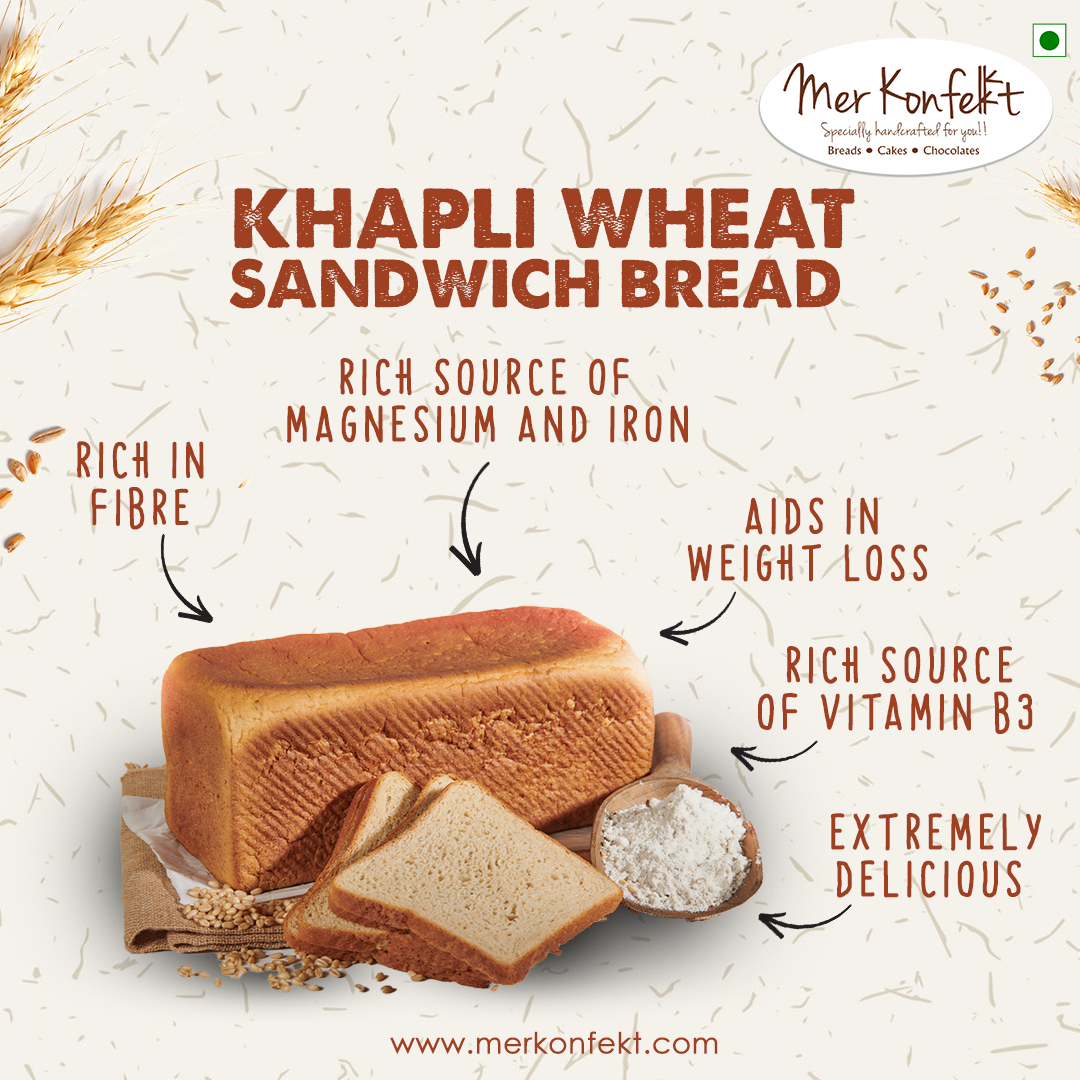 Mer Konfekt
Specially handcrafted for you!!
Breads • Cakes • Chocolates
KHAPLI WHEAT
SANDWICH BREAD
RICH SOURCE OF
MAGNESIUM AND IRON
RICH IN
FIBRE
AIDS IN
WEIGHT LOSS
RICH SOURCE
OF VITAMIN B3
EXTREMELY
DELICIOUS
www.merkonfekt.com